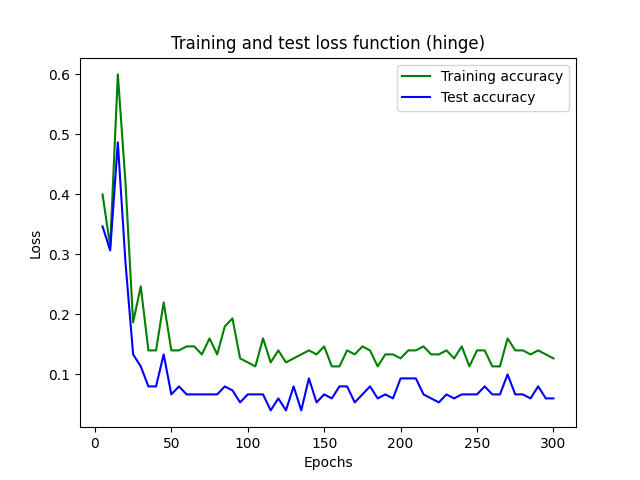 Training and test loss function (hinge)
Training accuracy
Test accuracy
Loss
0.6
0.5
0.4
0.3
0.2
0.1
0 50 100 150 200 250 300
Epochs